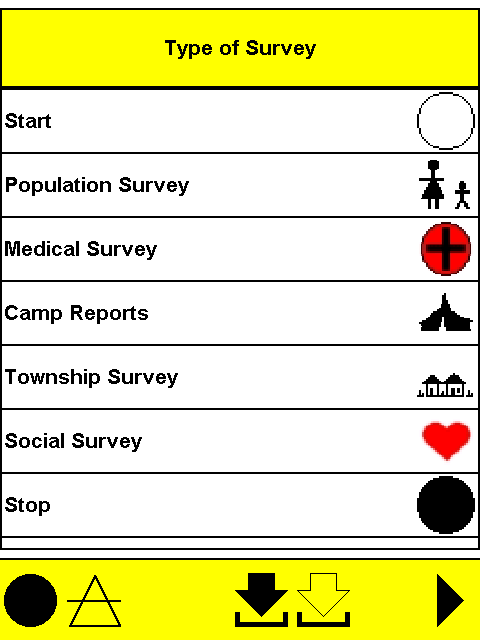 Type of Survey
Start
Population Survey
Medical Survey
Camp Reports
Township Survey
Social Survey
Stop